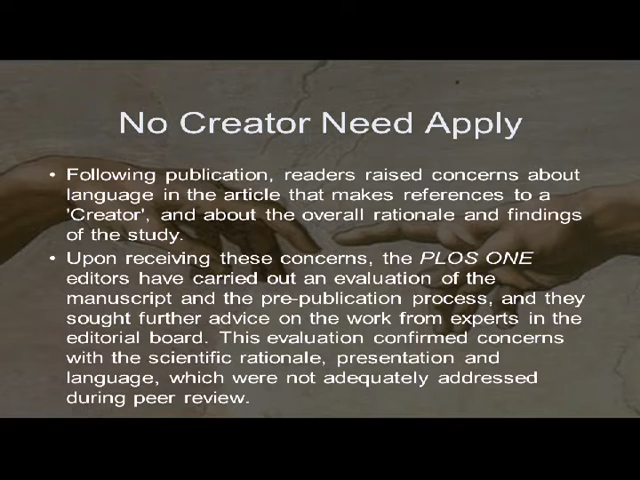 No Creator Need Apply
• Following publication, readers raised concerns about
language in the article that makes references to a
'Creator', and about the overall rationale and findings
of the study.
• Upon receiving these concerns, the PLOS ONE
editors have carried out an evaluation of the
manuscript and the pre-publication process, and they
sought further advice on the work from experts in the
editorial board. This evaluation confirmed concerns
with the scientific rationale, presentation and
language, which were not adequately addressed
during peer review.